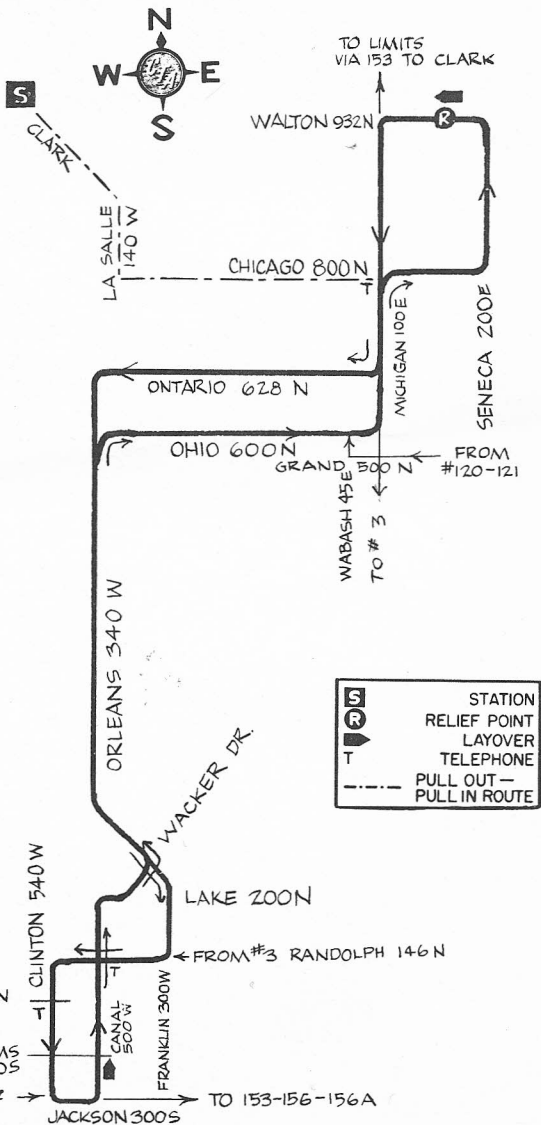 N
W E
S
TO LIMITS
VIA 153 TO CLARK
S
CLARK
WALTON 932N
R
LA SALLE
140 W
CHICAGO 800N
T
MICHIGAN 100E
SENECA 200E
ONTARIO 628 N
OHIO 600N
GRAND 500 N
FROM
#120-121
WABASH 45E
TO # 3
ORLEANS 340 W
S STATION
R RELIEF POINT
LAYOVER
T TELEPHONE
PULL OUT —
PULL IN ROUTE
WACKER DR.
LAKE 200N
CLINTON 540W
FROM #3 RANDOLPH 146 N
T
T
CANAL
500 W
FRANKLIN 300W
TO 153-156-156A
JACKSON 300S